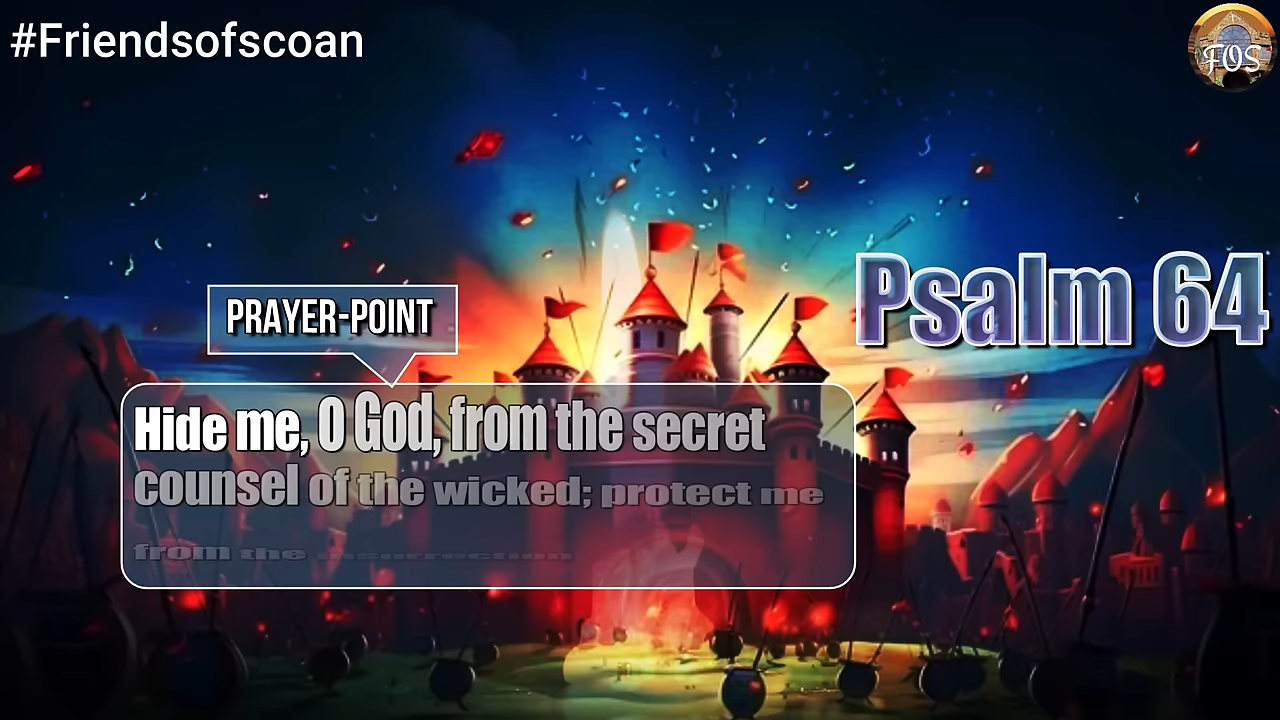 #Friendsofscoan
FOS
PRAYER-POINT
Psalm 64
Hide me, O God, from the secret
counsel of the wicked; protect me
from the insurrection